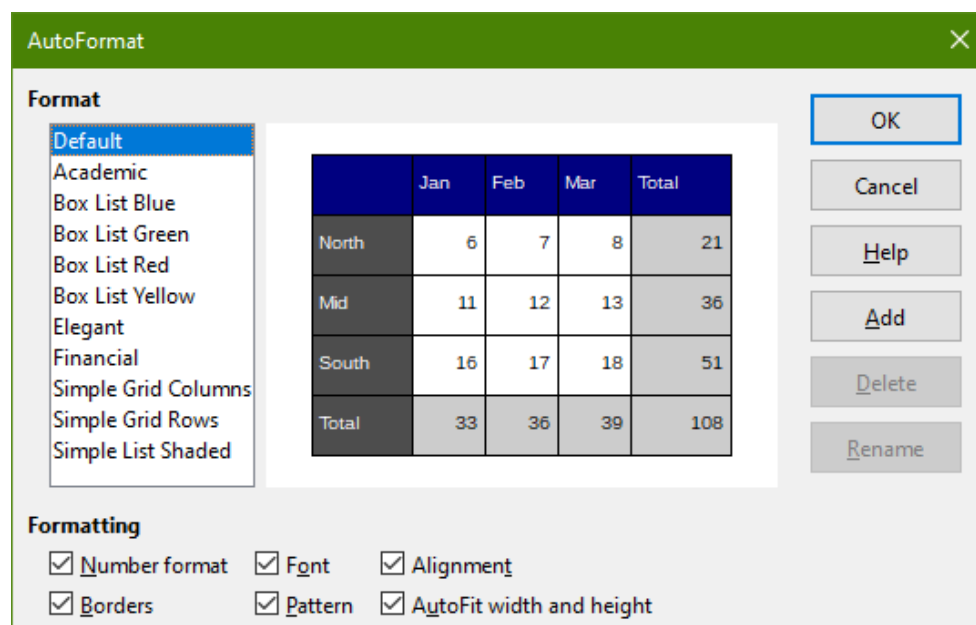 AutoFormat
Format
Default
Academic
Box List Blue
Box List Green
Box List Red
Box List Yellow
Elegant
Financial
Simple Grid Columns
Simple Grid Rows
Simple List Shaded
Jan Feb Mar Total
North 6 7 8 21
Mid 11 12 13 36
South 16 17 18 51
Total 33 36 39 108
OK
Cancel
Help
Add
Delete
Rename
Formatting
Number format Font Alignment
Borders Pattern AutoFit width and height